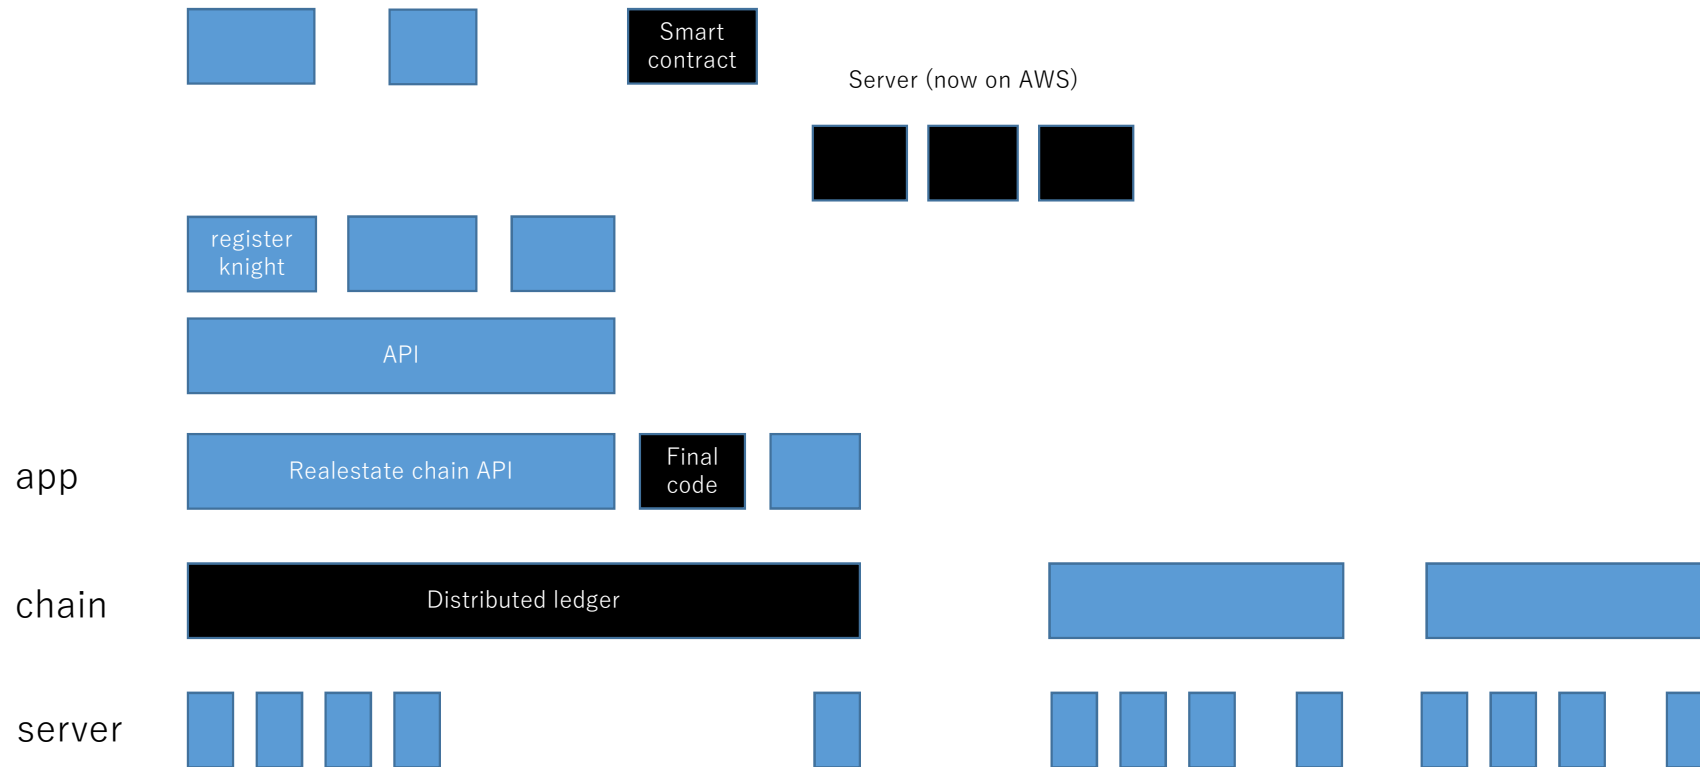 Smart
contract
Server (now on AWS)
register
knight
API
app
Realestate chain API
Final
code
chain
Distributed ledger
server